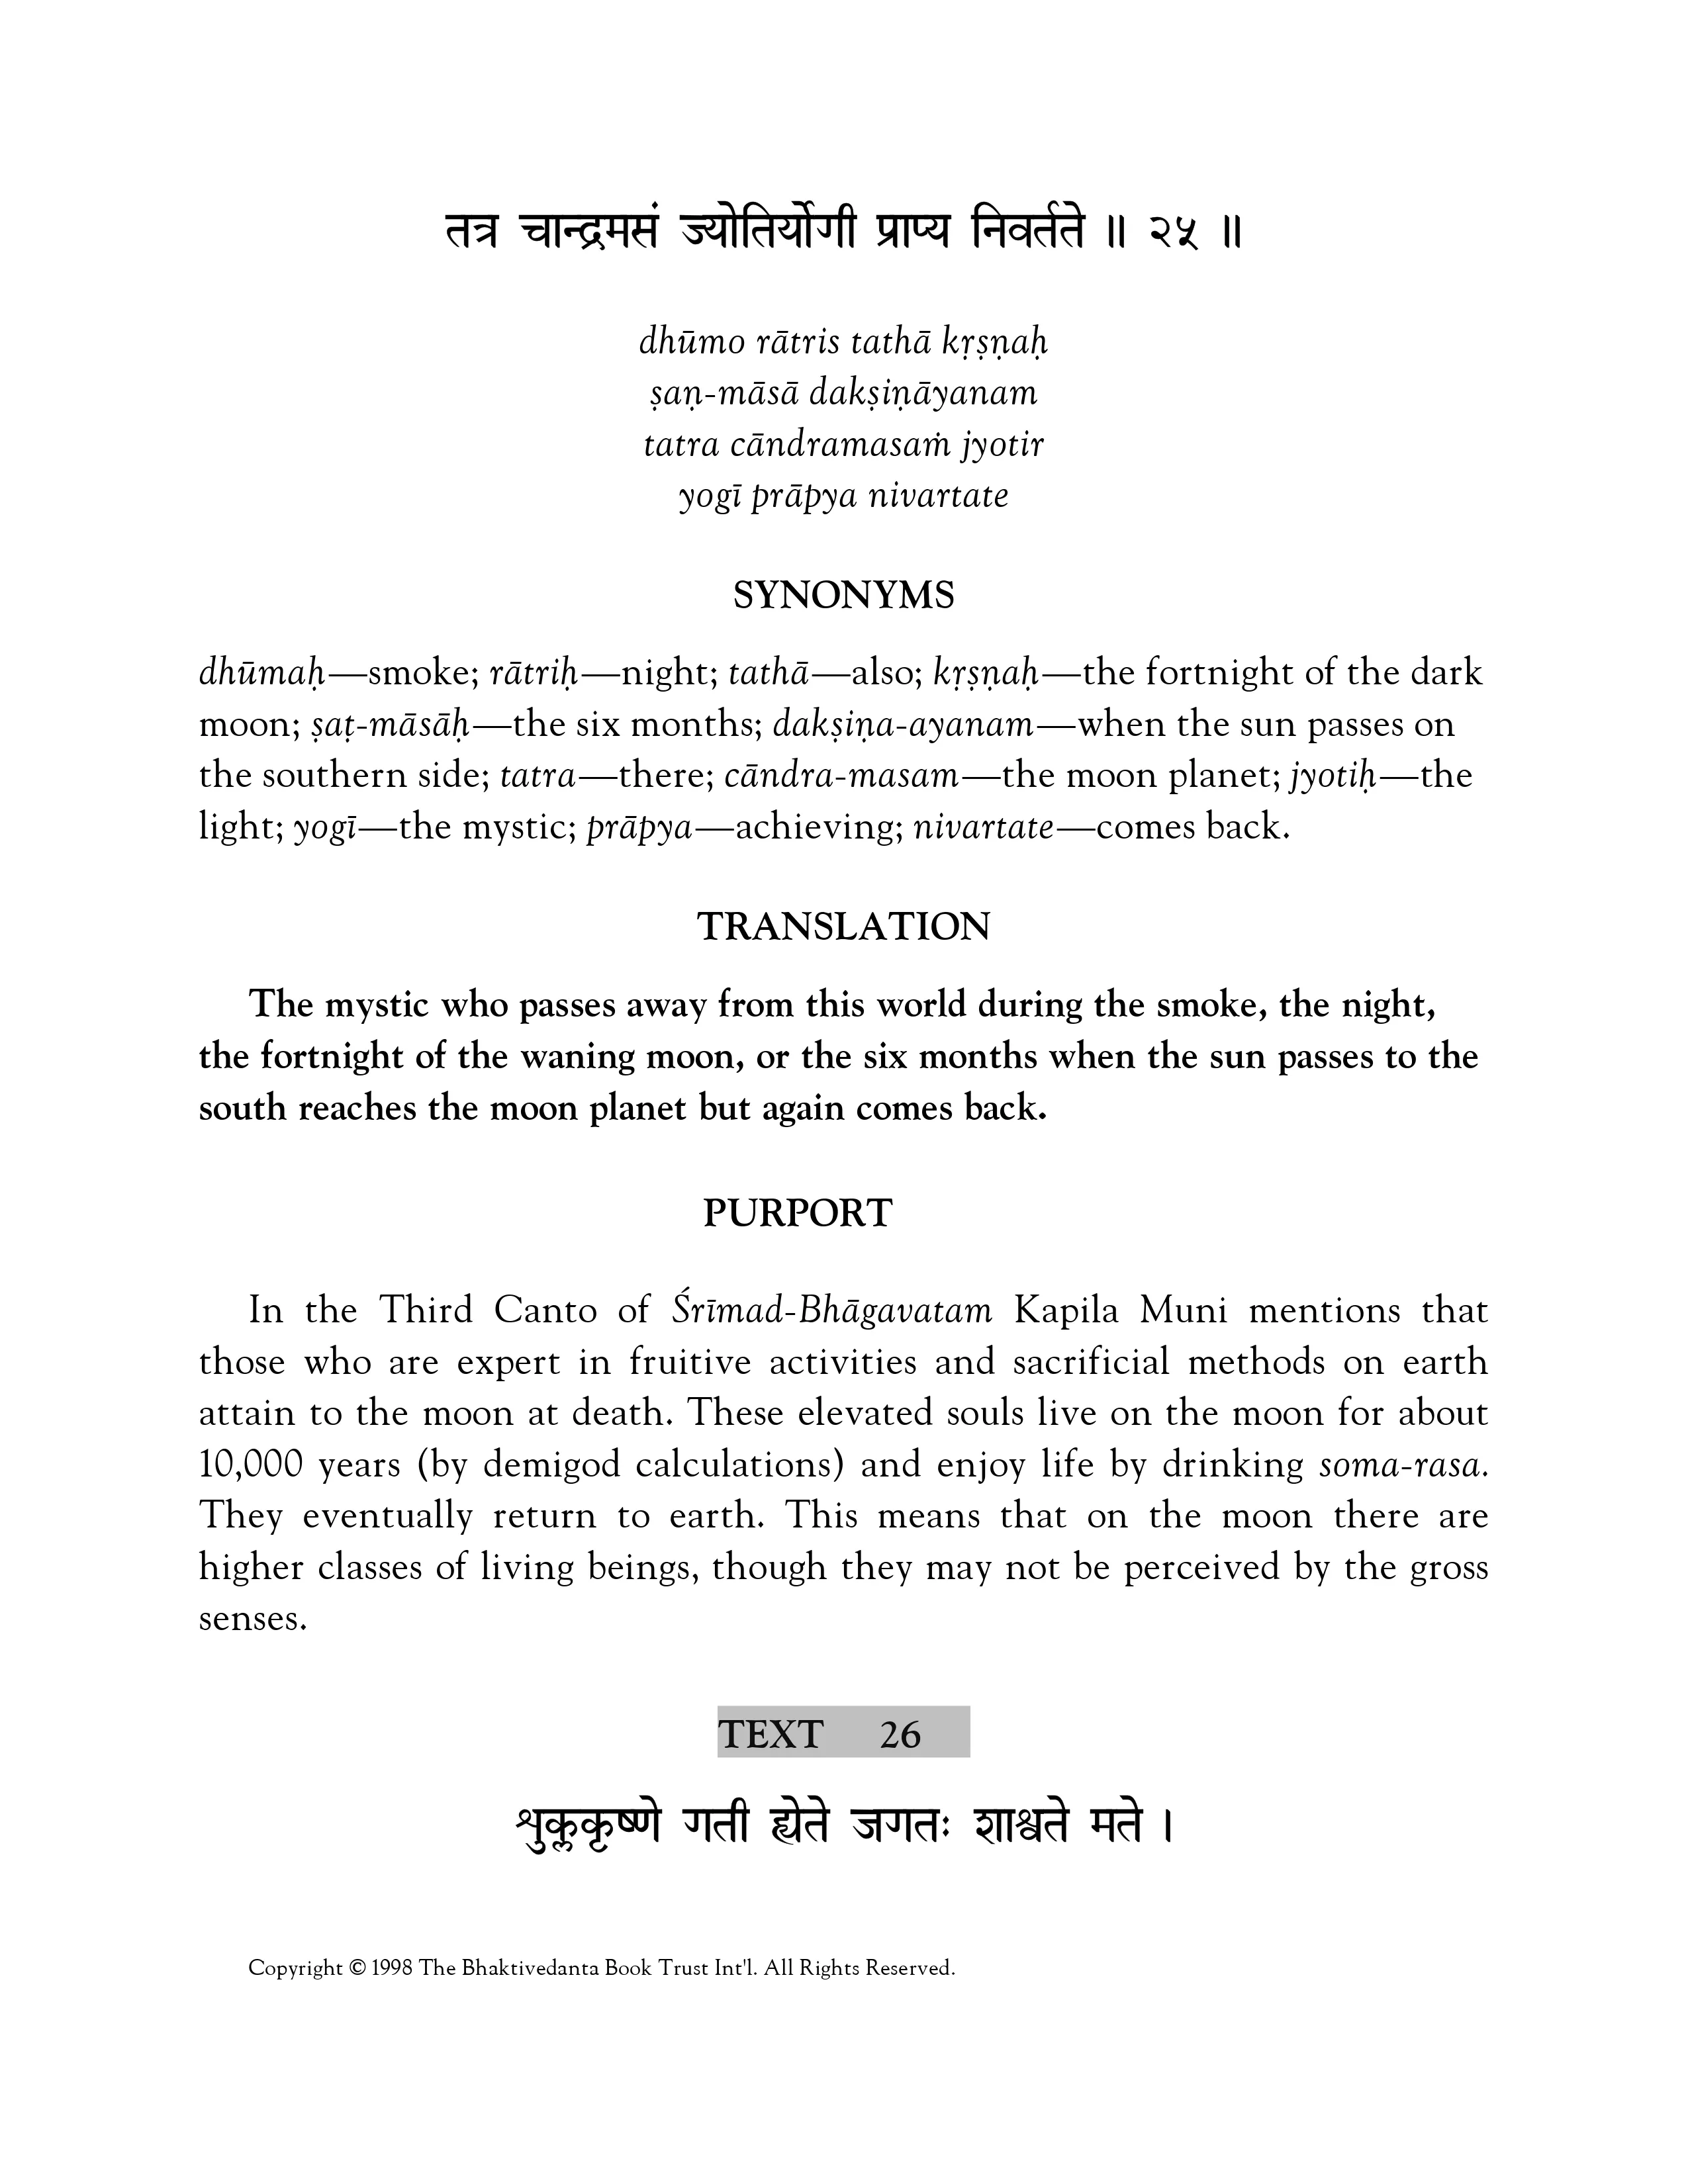 तत्र चान्द्रमसं ज्योतिर्योगी प्राप्य निवर्तते ॥ २५ ॥
dhūmo rātris tathā kṛṣṇaḥ
ṣaṇ-māsā dakṣiṇāyanam
tatra cāndramasaṁ jyotir
yogī prāpya nivartate
SYNONYMS
dhūmaḥ—smoke; rātriḥ—night; tathā—also; kṛṣṇaḥ—the fortnight of the dark
moon; ṣaṭ-māsāḥ—the six months; dakṣiṇa-ayanam—when the sun passes on
the southern side; tatra—there; cāndra-masam—the moon planet; jyotiḥ—the
light; yogī—the mystic; prāpya—achieving; nivartate—comes back.
TRANSLATION
The mystic who passes away from this world during the smoke, the night,
the fortnight of the waning moon, or the six months when the sun passes to the
south reaches the moon planet but again comes back.
PURPORT
In the Third Canto of Śrīmad-Bhāgavatam Kapila Muni mentions that
those who are expert in fruitive activities and sacrificial methods on earth
attain to the moon at death. These elevated souls live on the moon for about
10,000 years (by demigod calculations) and enjoy life by drinking soma-rasa.
They eventually return to earth. This means that on the moon there are
higher classes of living beings, though they may not be perceived by the gross
senses.
TEXT 26
शुक्लकृष्णे गती ह्येते जगतः शाश्वते मते ।
Copyright © 1998 The Bhaktivedanta Book Trust Int'l. All Rights Reserved.